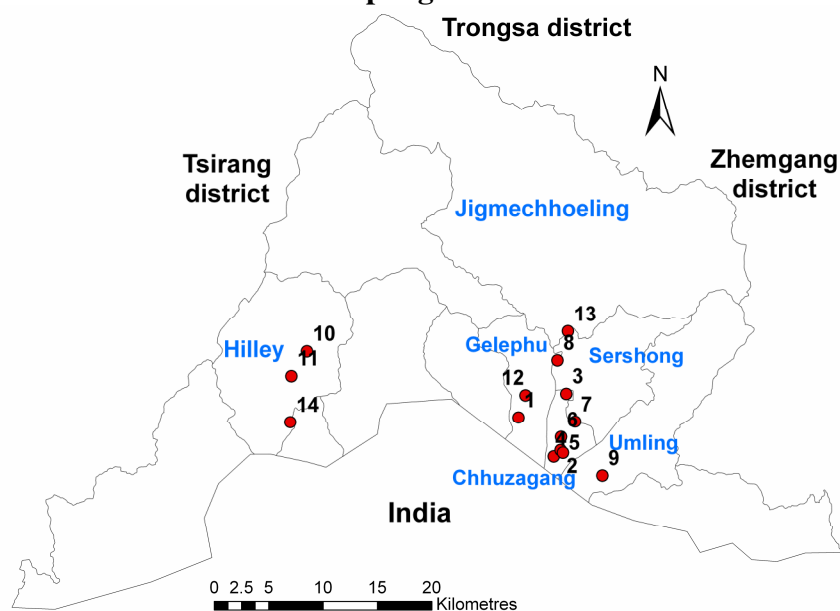 Trongsa district
N
Tsirang
district
Zhemgang
district
Jigmechhoeling
13
10
Hilley
11
8
Gelephu
Sershong
12
3
1
7
14
6
5
Umling
9
2
Chhuzagang
India
0 2.5 5 10 15 20
Kilometres